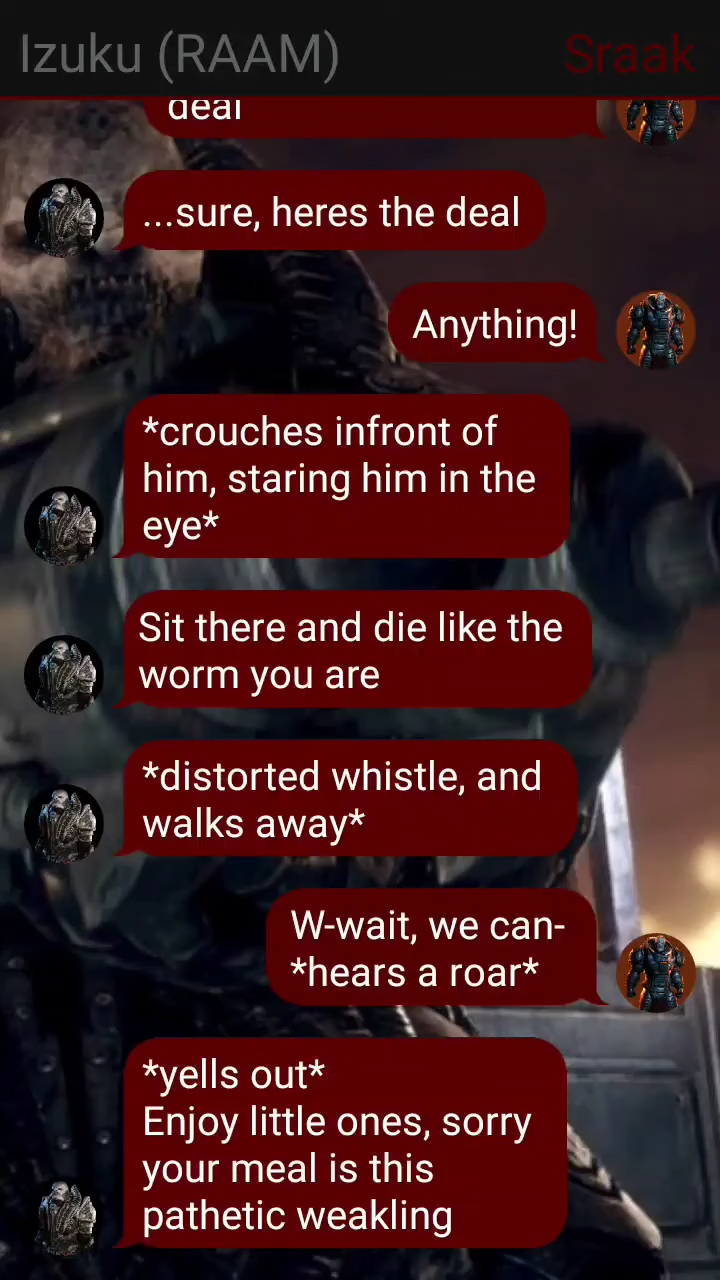 Izuku (RAAM)
Sraak
deal
...sure, heres the deal
Anything!
*crouches infront of
him, staring him in the
eye*
Sit there and die like the
worm you are
*distorted whistle, and
walks away*
W-wait, we can-
*hears a roar*
*yells out*
Enjoy little ones, sorry
your meal is this
pathetic weakling